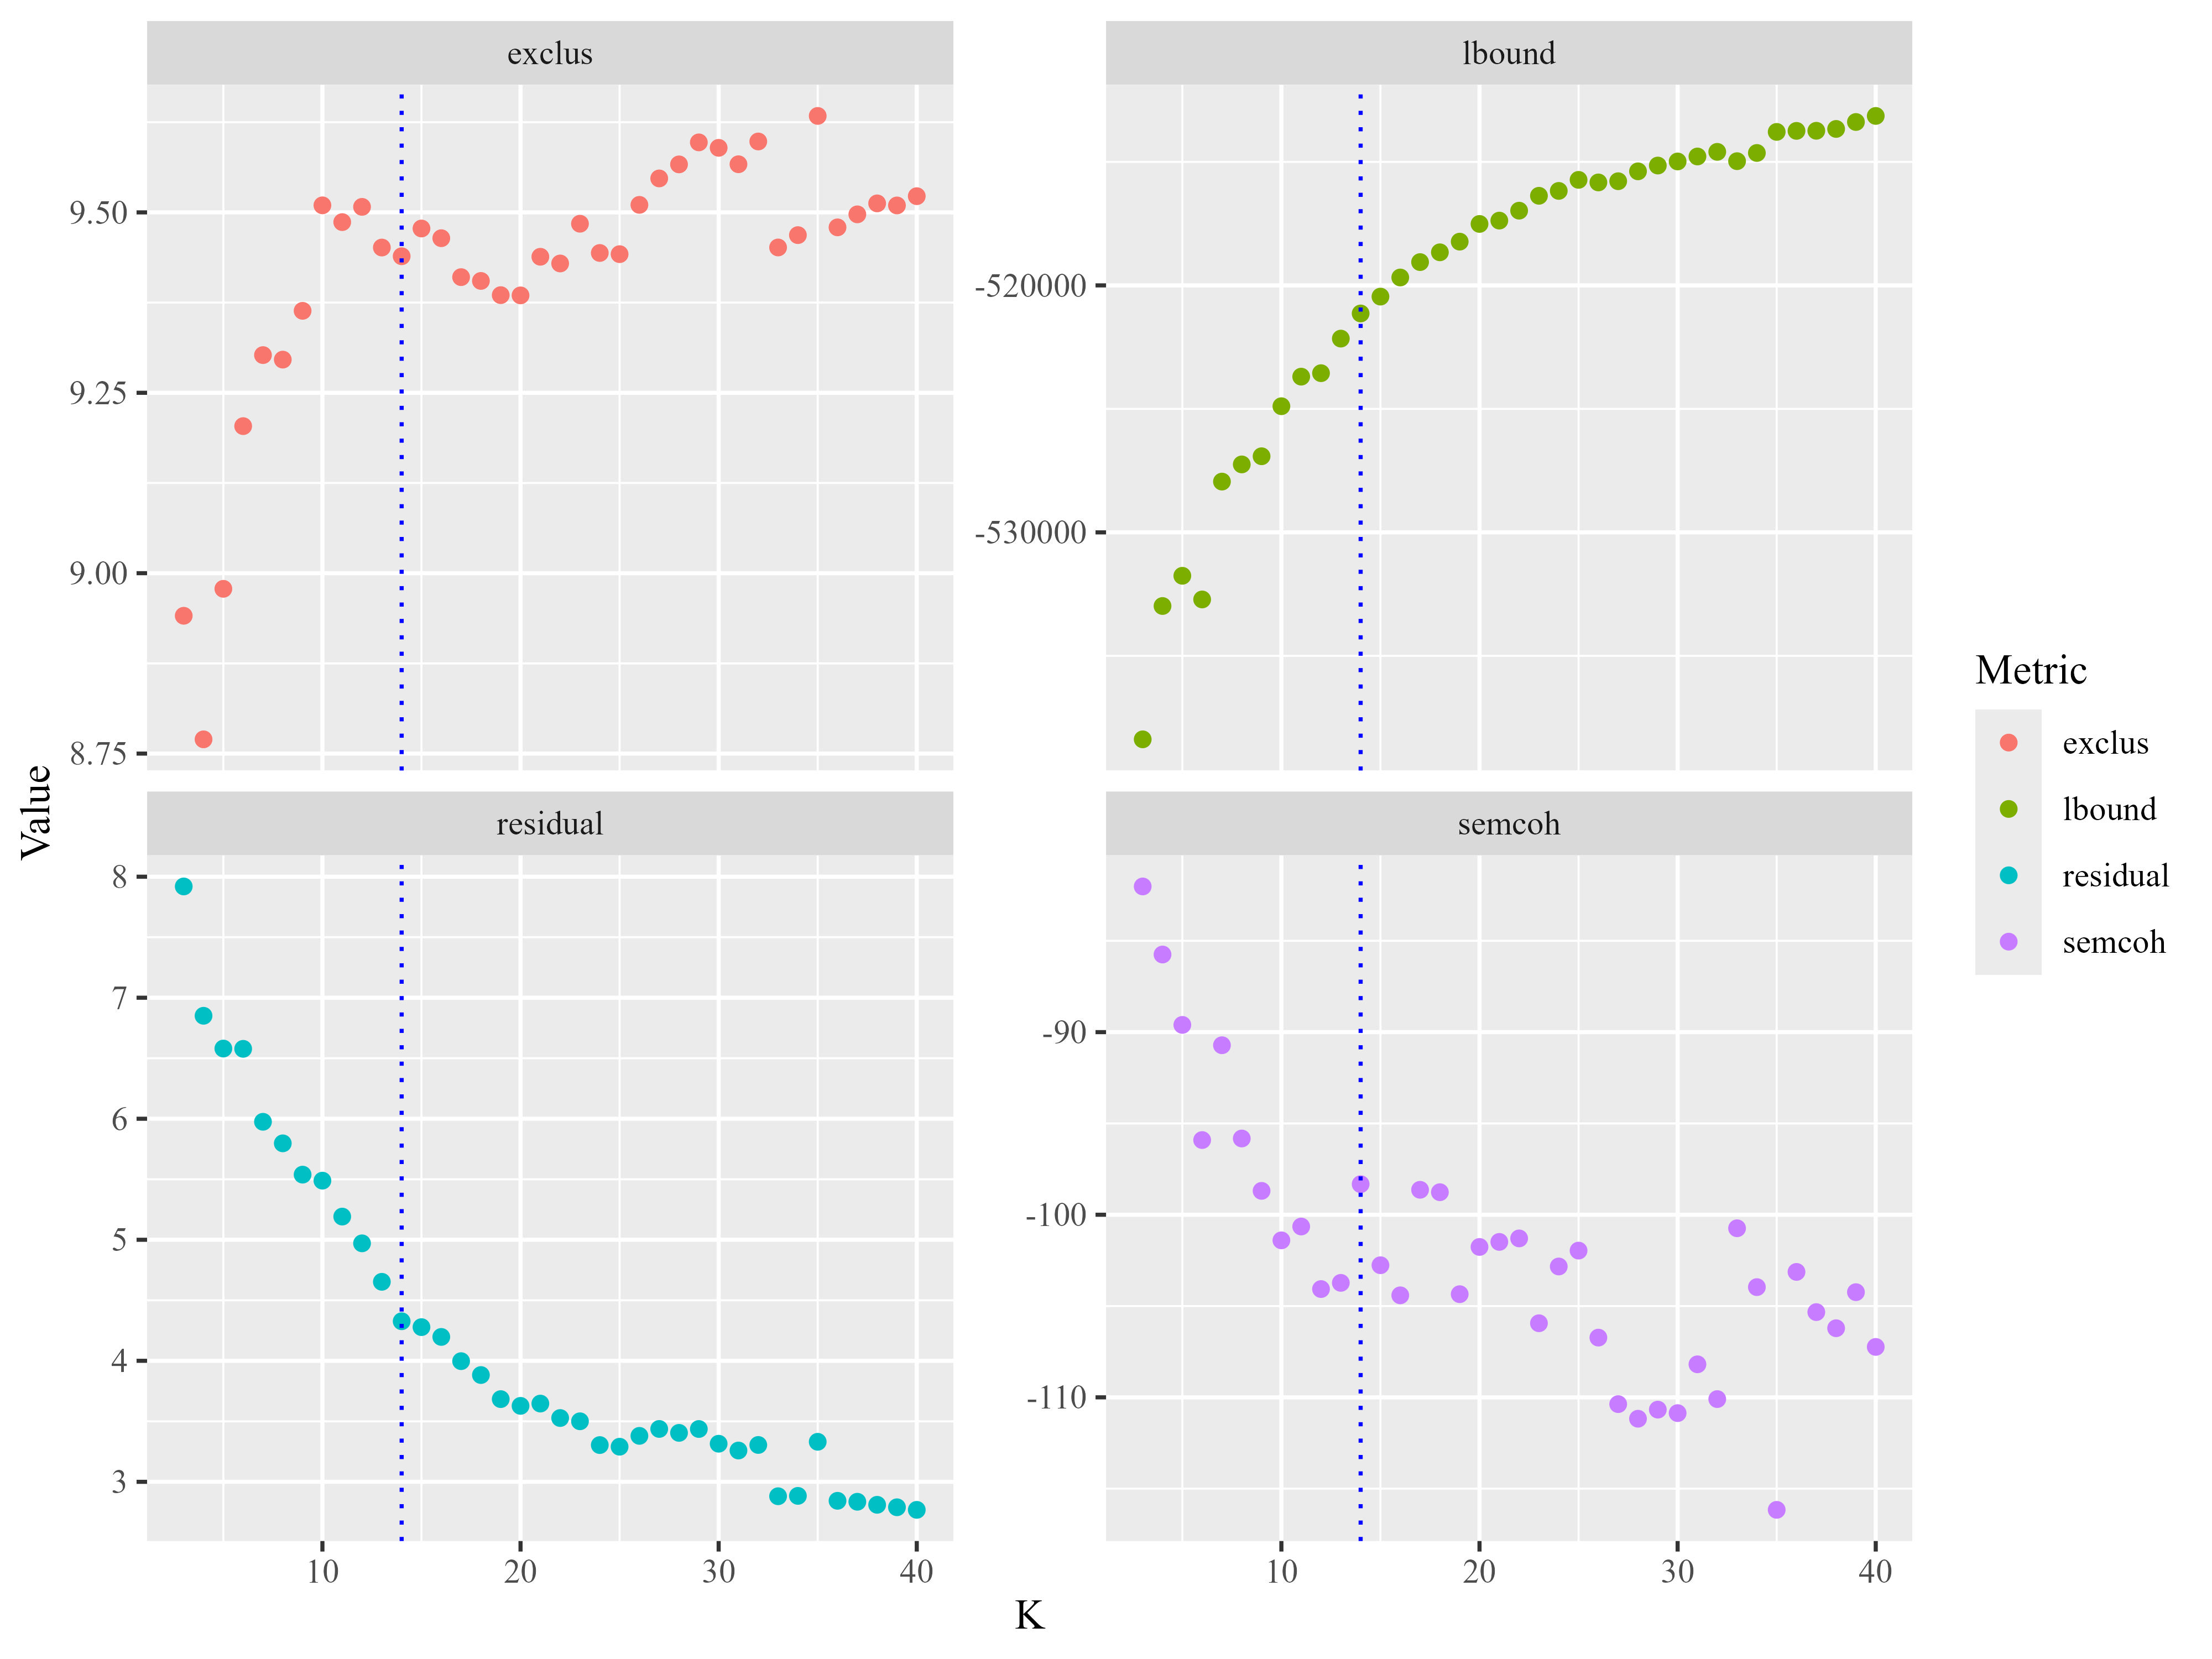 exclus
lbound
9.50
9.25
9.00
8.75
-520000
-530000
residual
semcoh
8
7
6
5
4
3
-90
-100
-110
10 20 30 40
10 20 30 40
K
Value
Metric
exclus
lbound
residual
semcoh